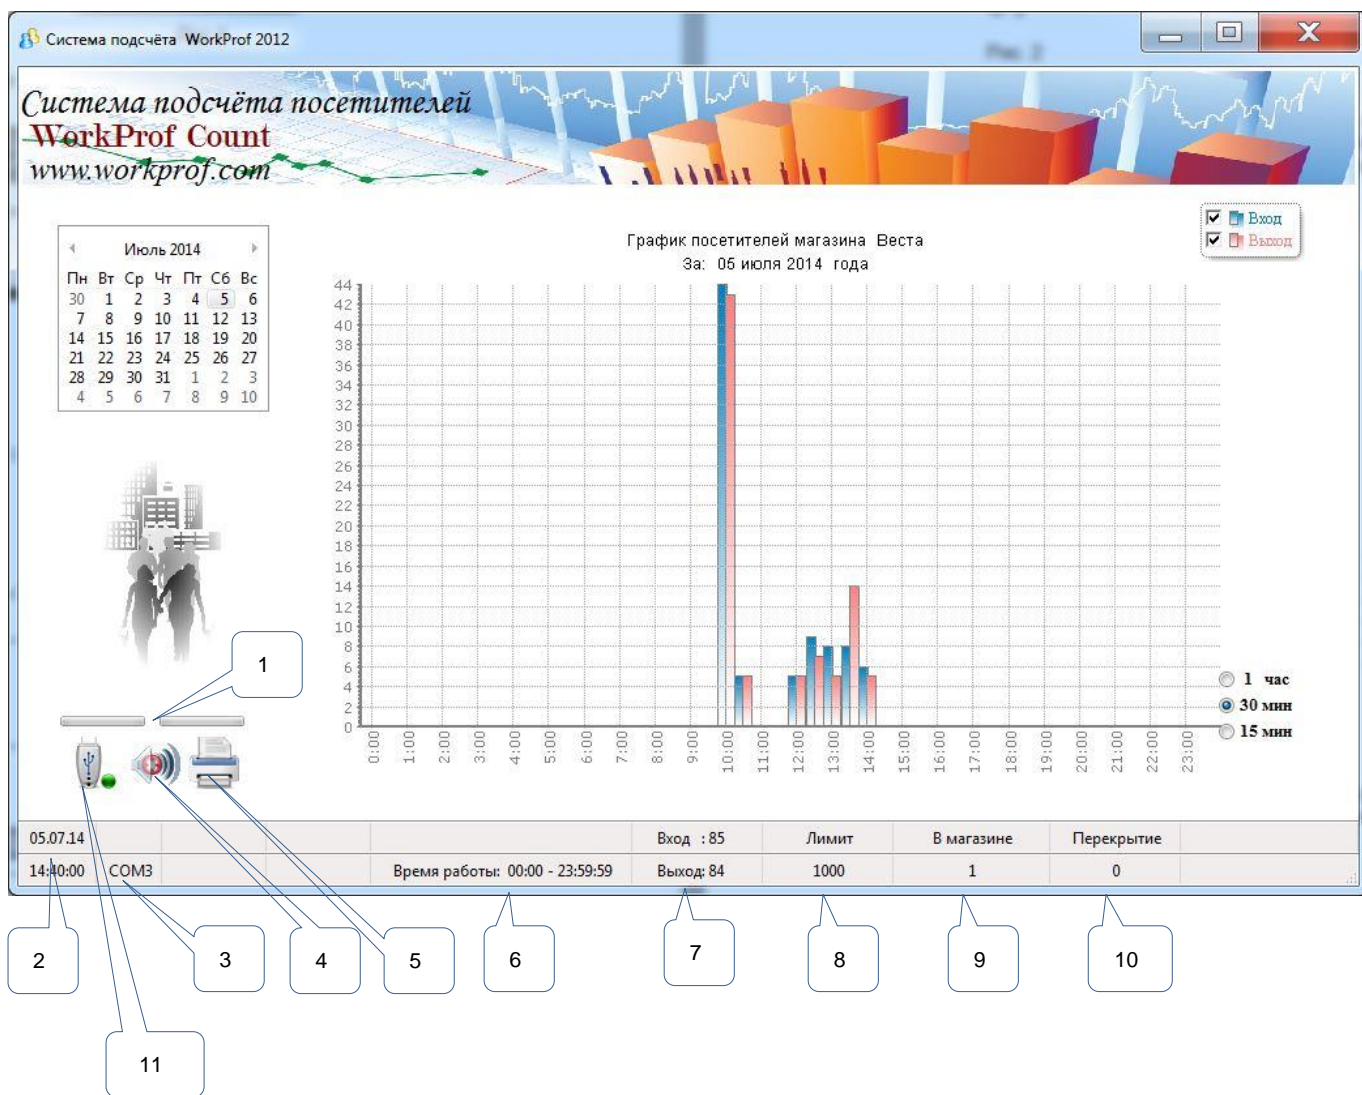 Система подсчёта WorkProf 2012
Рис. 2
Система подсчёта посетителей
WorkProf Count
www.workprof.com
Июль 2014
Пн Вт Ср Чт Пт Сб Вс
30 1 2 3 4 5 6
7 8 9 10 11 12 13
14 15 16 17 18 19 20
21 22 23 24 25 26 27
28 29 30 31 1 2 3
4 5 6 7 8 9 10
График посетителей магазина Веста
За: 05 июля 2014 года
Вход
Выход
44
42
40
38
36
34
32
30
28
26
24
22
20
18
16
14
12
10
8
6
4
2
0
0:00 1:00 2:00 3:00 4:00 5:00 6:00 7:00 8:00 9:00 10:00 11:00 12:00 13:00 14:00 15:00 16:00 17:00 18:00 19:00 20:00 21:00 22:00 23:00
1 час
30 мин
15 мин
1
05.07.14 Вход : 85 Лимит В магазине Перекрытие
14:40:00 COM3 Время работы: 00:00 - 23:59:59 Выход: 84 1000 1 0
2 3 4 5 6 7 8 9 10
11